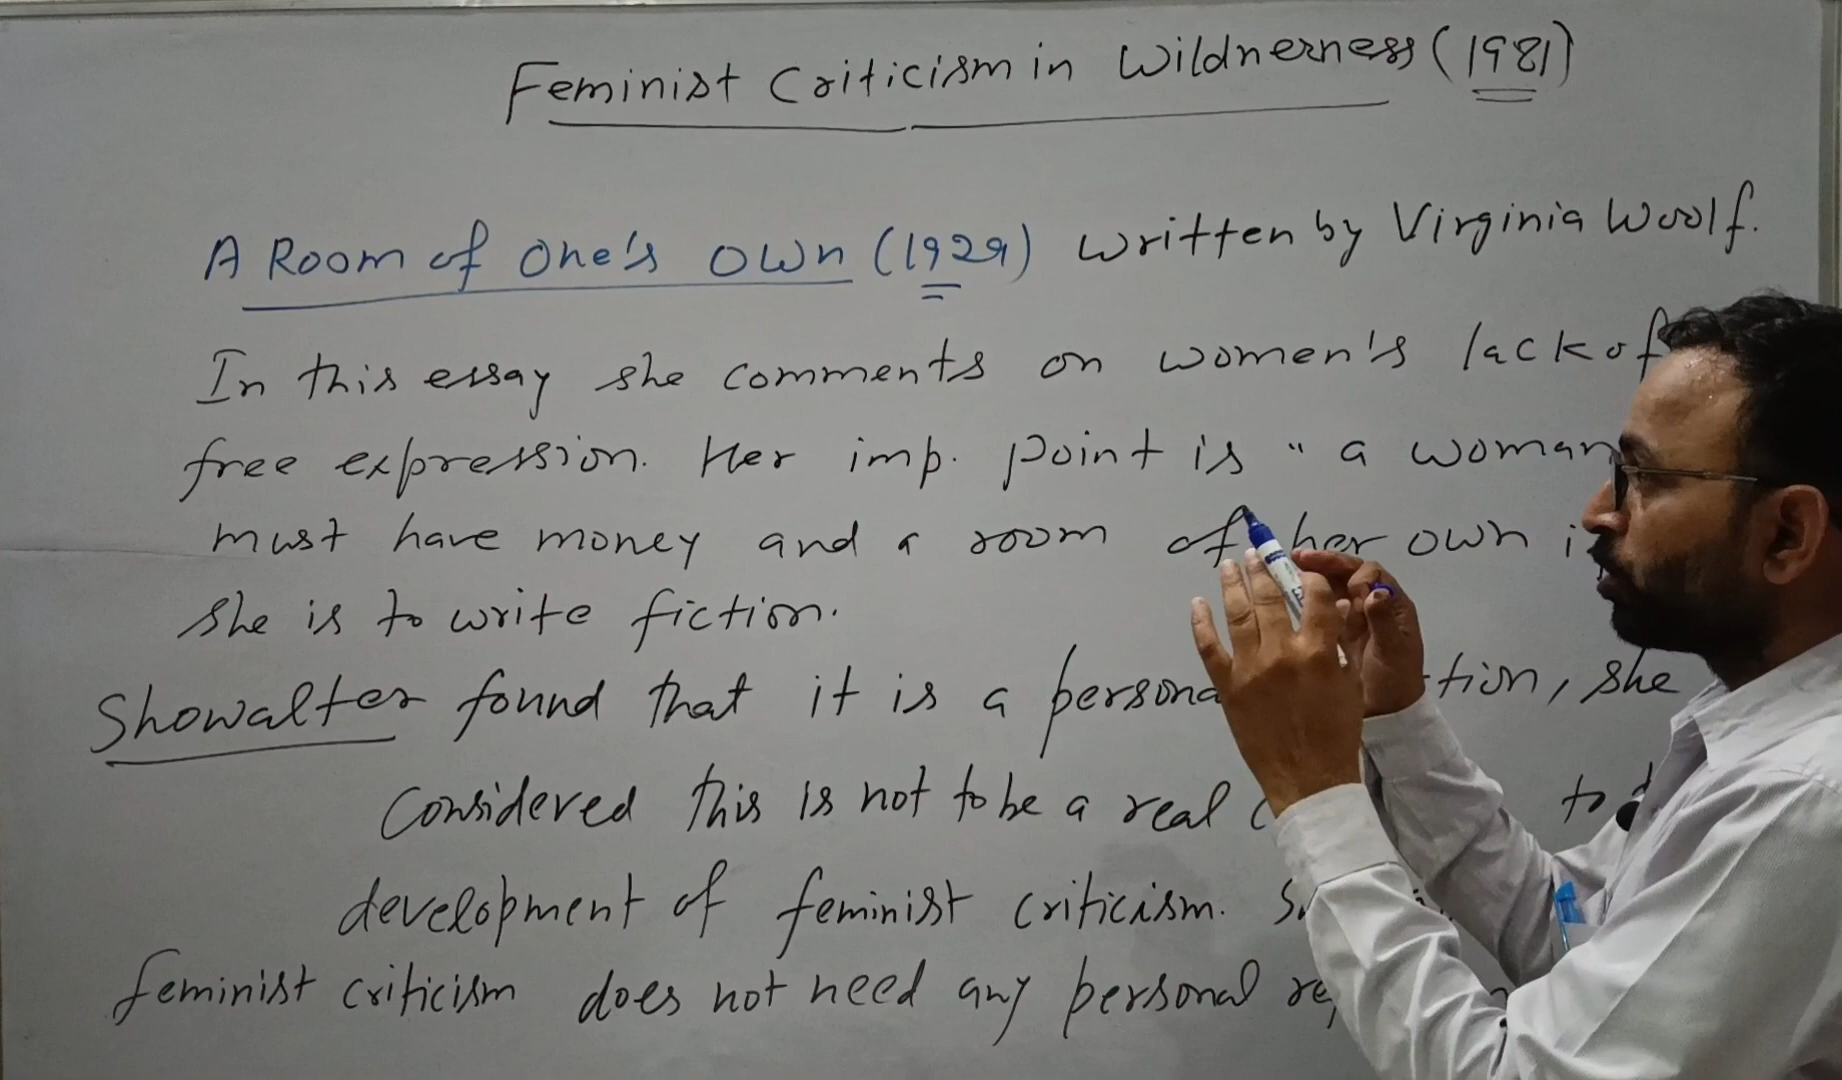 Feminist Criticism in Wildnerness (1981)
A Room of One's Own (1929) written by Virginia Woolf.
In this essay she comments on women's lack of
free expression. Her imp. point is " a woman
must have money and a room of her own
she is to write fiction.
Showalter found that it is a she
Considered this is not to be a real to
development of feminist criticism.
feminist criticism does not need any personal